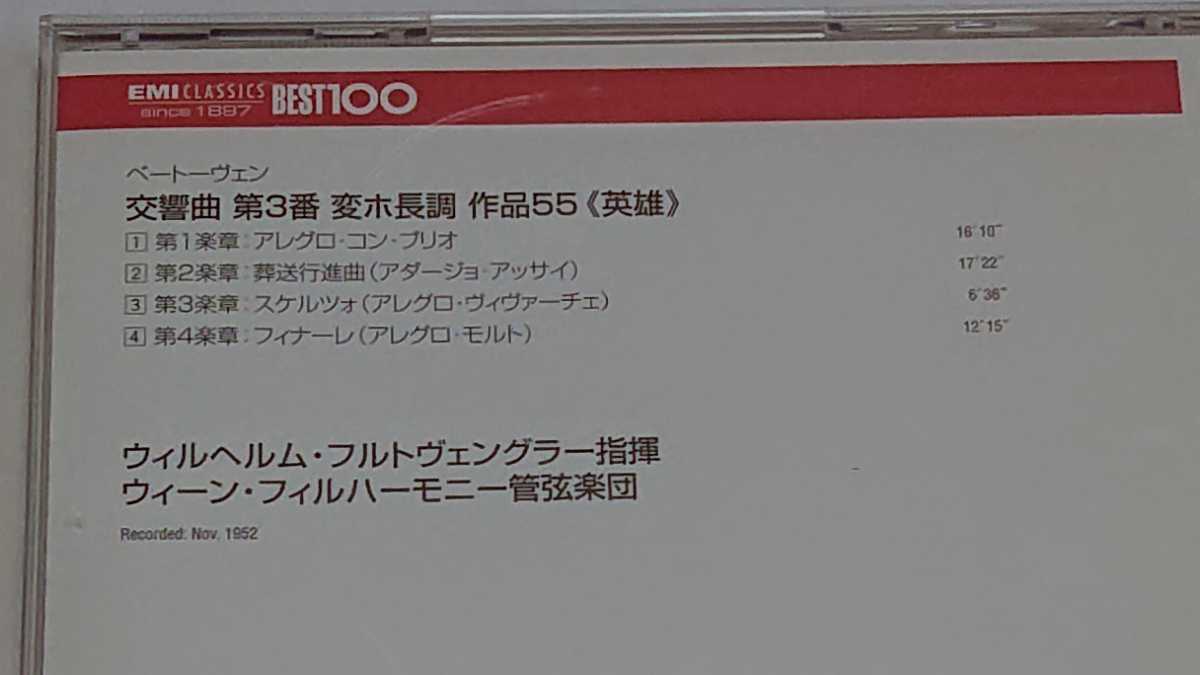 EMI CLASSICS BEST100
since 1897
ベートーヴェン
交響曲 第3番 変ホ長調 作品55《英雄》
1 第1楽章:アレグロ・コン・ブリオ 16'10"
2 第2楽章:葬送行進曲(アダージョ・アッサイ) 17'22"
3 第3楽章:スケルツォ(アレグロ・ヴィヴァーチェ) 6'36"
4 第4楽章:フィナーレ(アレグロ・モルト) 12'15"
ウィルヘルム・フルトヴェングラー指揮
ウィーン・フィルハーモニー管弦楽団
Recorded: Nov. 1952